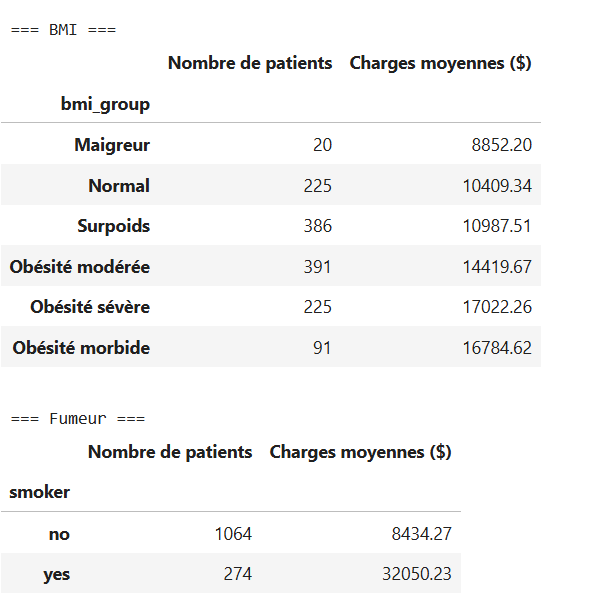 === BMI ===
Nombre de patients Charges moyennes ($)
bmi_group
Maigreur 20 8852.20
Normal 225 10409.34
Surpoids 386 10987.51
Obésité modérée 391 14419.67
Obésité sévère 225 17022.26
Obésité morbide 91 16784.62
=== Fumeur ===
Nombre de patients Charges moyennes ($)
smoker
no 1064 8434.27
yes 274 32050.23